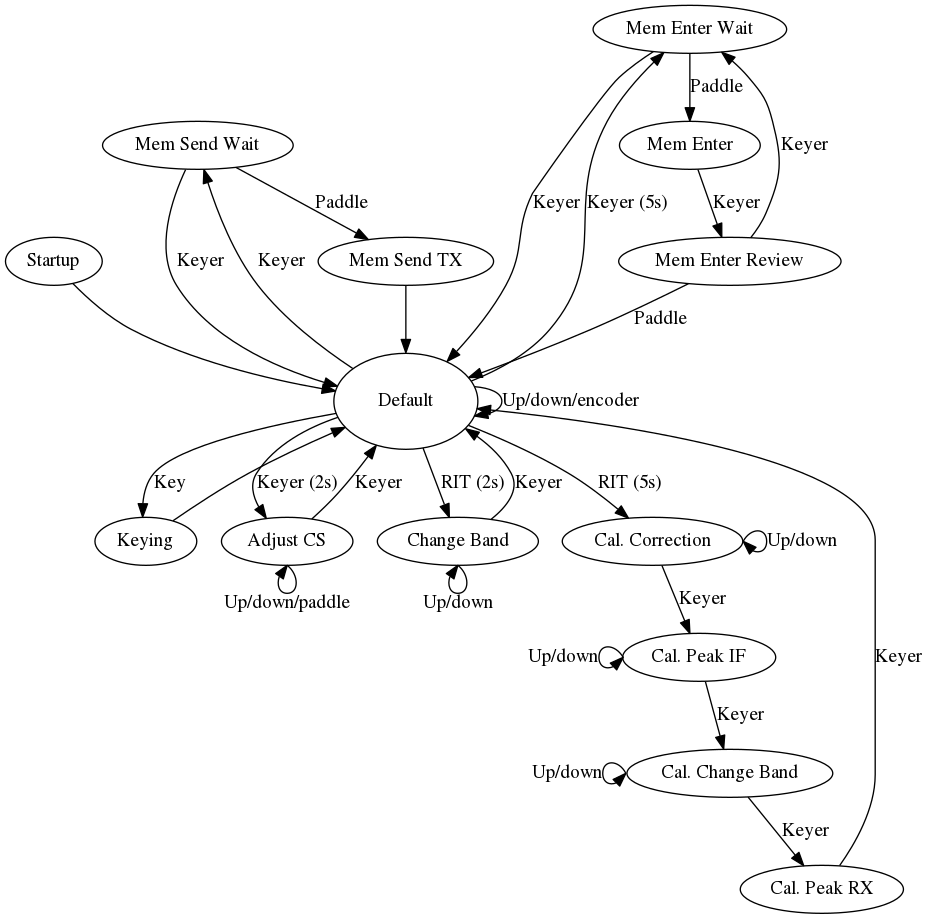 Mem Enter Wait
Paddle
Mem Send Wait
Mem Enter
Keyer
Paddle
Keyer
Keyer (5s)
Keyer
Startup
Keyer
Keyer
Mem Send TX
Mem Enter Review
Paddle
Default
Up/down/encoder
Key
Keyer (2s)
Keyer
RIT (2s)
Keyer
RIT (5s)
Keying
Adjust CS
Change Band
Cal. Correction
Up/down
Up/down/paddle
Up/down
Keyer
Up/down
Cal. Peak IF
Keyer
Keyer
Up/down
Cal. Change Band
Keyer
Cal. Peak RX